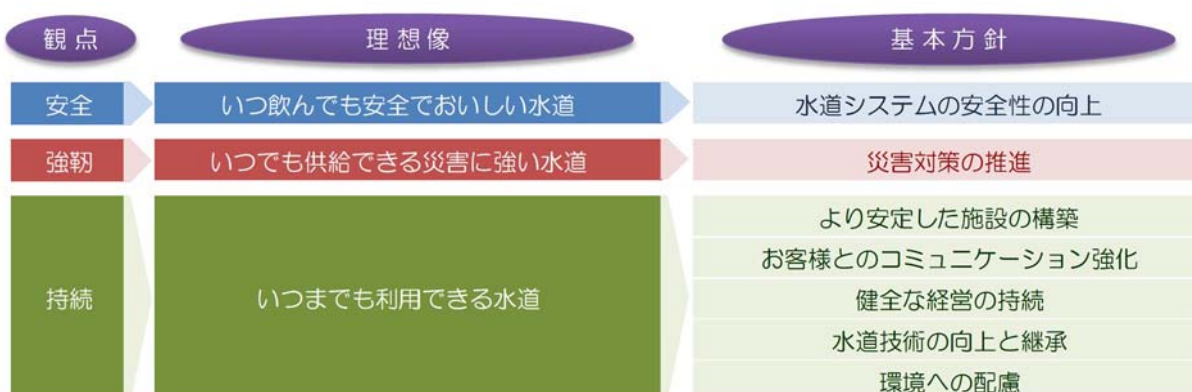 観点 理想像 基本方針
安全 いつ飲んでも安全でおいしい水道 水道システムの安全性の向上
強靭 いつでも供給できる災害に強い水道 災害対策の推進
持続 いつまでも利用できる水道
より安定した施設の構築
お客様とのコミュニケーション強化
健全な経営の持続
水道技術の向上と継承
環境への配慮